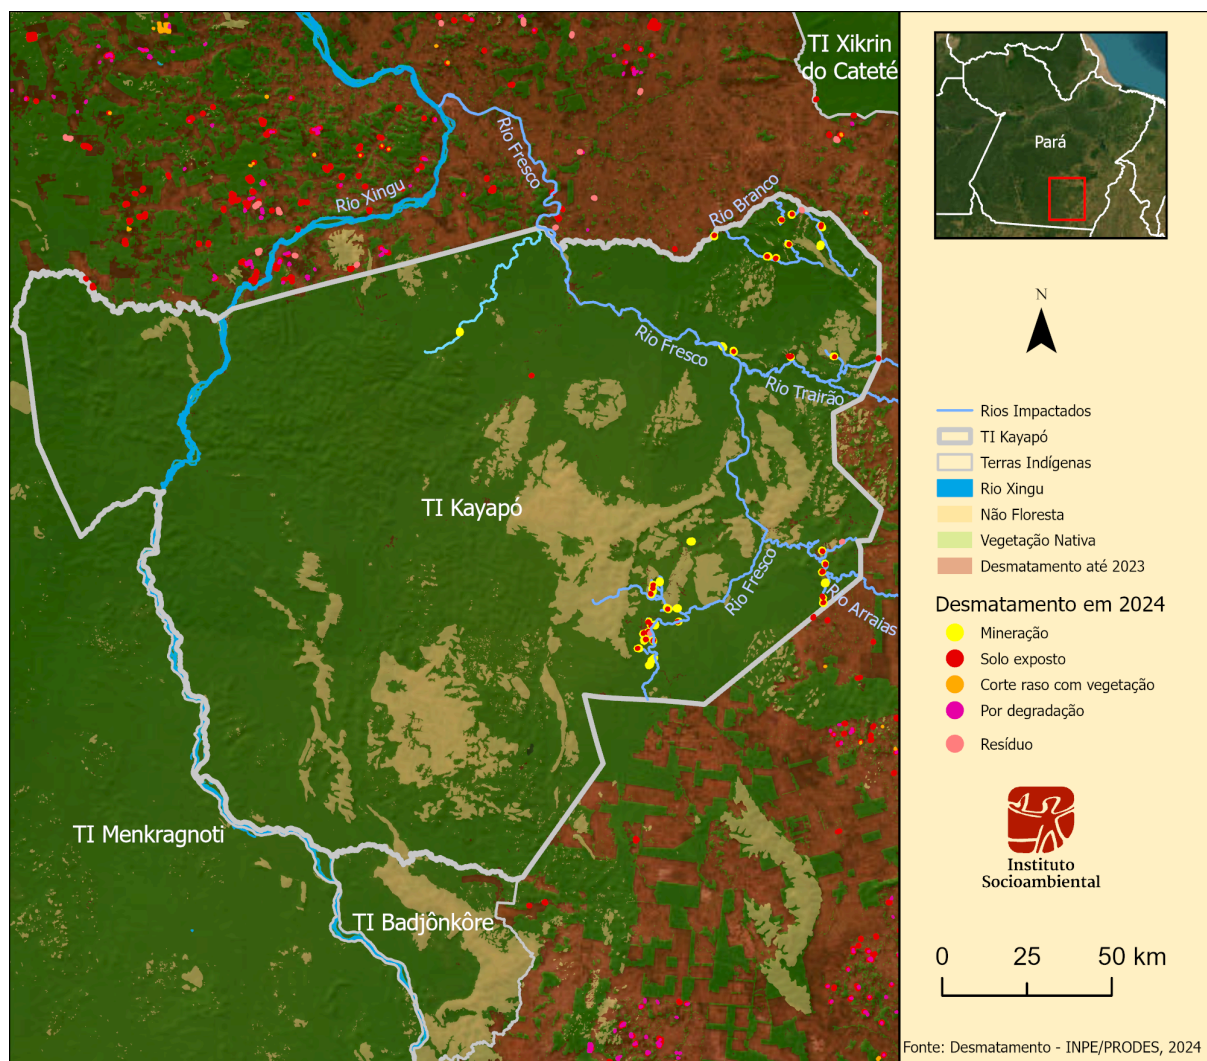 TI Xikrin
do Cateté
Rio Fresco
Rio Xingu
Rio Branco
Rio Fresco
Rio Trairão
TI Kayapó
Rio Fresco
Rio Arraias
TI Menkragnoti
TI Badjônkôre
Pará
N
Rios Impactados
TI Kayapó
Terras Indígenas
Rio Xingu
Não Floresta
Vegetação Nativa
Desmatamento até 2023
Desmatamento em 2024
Mineração
Solo exposto
Corte raso com vegetação
Por degradação
Resíduo
Instituto
Socioambiental
0 25 50 km
Fonte: Desmatamento - INPE/PRODES, 2024